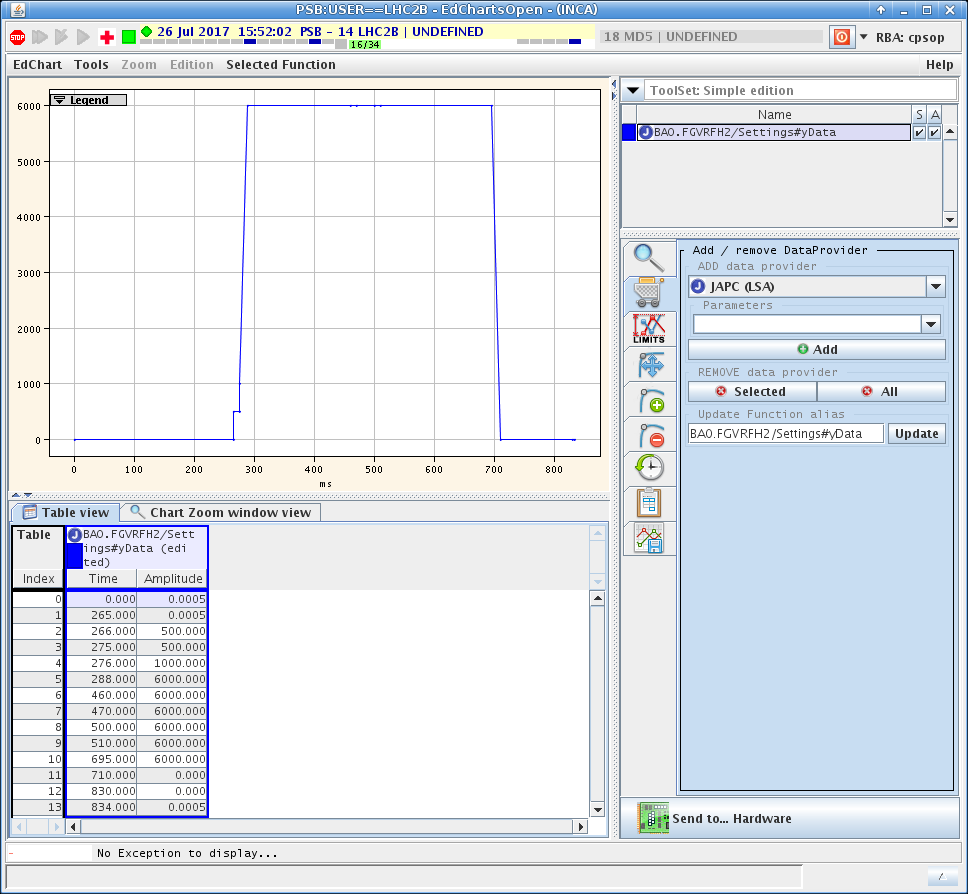 PSB:USER==LHC2B - EdChartsOpen - (INCA)
STOP
26 Jul 2017 15:52:02 PSB - 14 LHC2B | UNDEFINED
16/34
18 MD5 | UNDEFINED
RBA: cpsop
EdChart Tools Zoom Edition Selected Function Help
Legend
6000
5000
4000
3000
2000
1000
0
0 100 200 300 400 500 600 700 800
ms
ToolSet: Simple edition
Name S A
J BA0.FGVRFH2/Settings#yData
LIMITS
Add / remove DataProvider
ADD data provider
J JAPC (LSA)
Parameters
Add
REMOVE data provider
Selected All
Update Function alias
BA0.FGVRFH2/Settings#yData Update
Table view Chart Zoom window view
Table J BA0.FGVRFH2/Sett
ings#yData (edi
ted)
Index Time Amplitude
0 0.000 0.0005
1 265.000 0.0005
2 266.000 500.000
3 275.000 500.000
4 276.000 1000.000
5 288.000 6000.000
6 460.000 6000.000
7 470.000 6000.000
8 500.000 6000.000
9 510.000 6000.000
10 695.000 6000.000
11 710.000 0.000
12 830.000 0.000
13 834.000 0.0005
Send to... Hardware
- No Exception to display...